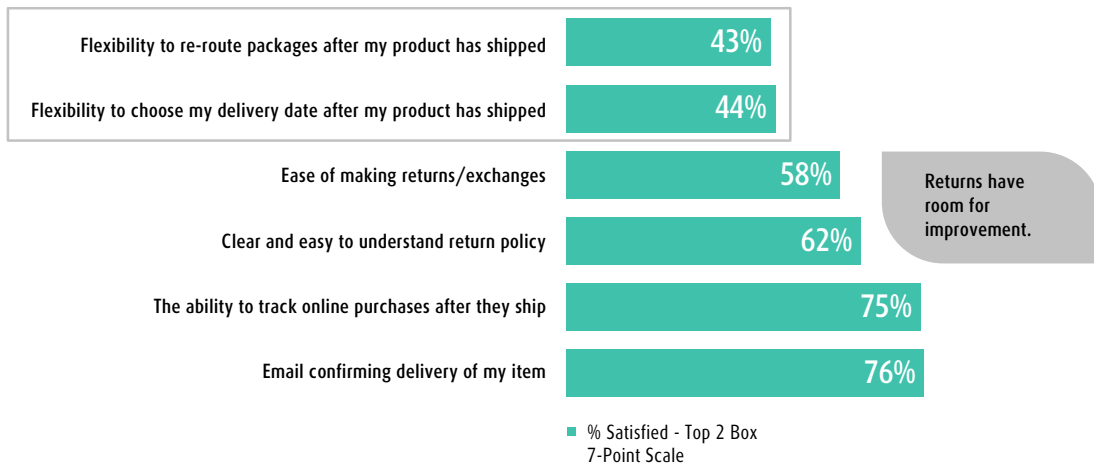 Flexibility to re-route packages after my product has shipped
43%
Flexibility to choose my delivery date after my product has shipped
44%
Ease of making returns/exchanges
58%
Returns have
room for
improvement.
Clear and easy to understand return policy
62%
The ability to track online purchases after they ship
75%
Email confirming delivery of my item
76%
% Satisfied - Top 2 Box
7-Point Scale